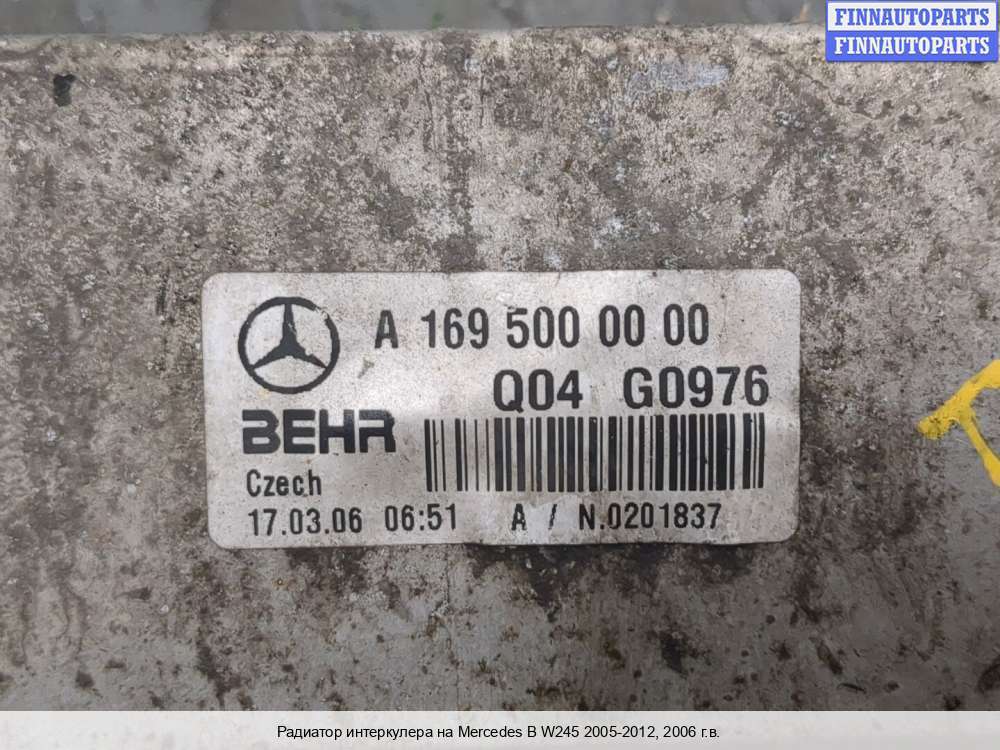 FINNAUTOPARTS
FINNAUTOPARTS
A 169 500 00 00
Q04 G0976
BEHR
Czech
17.03.06 06:51 A / N.0201837
Радиатор интеркулера на Mercedes B W245 2005-2012, 2006 г.в.